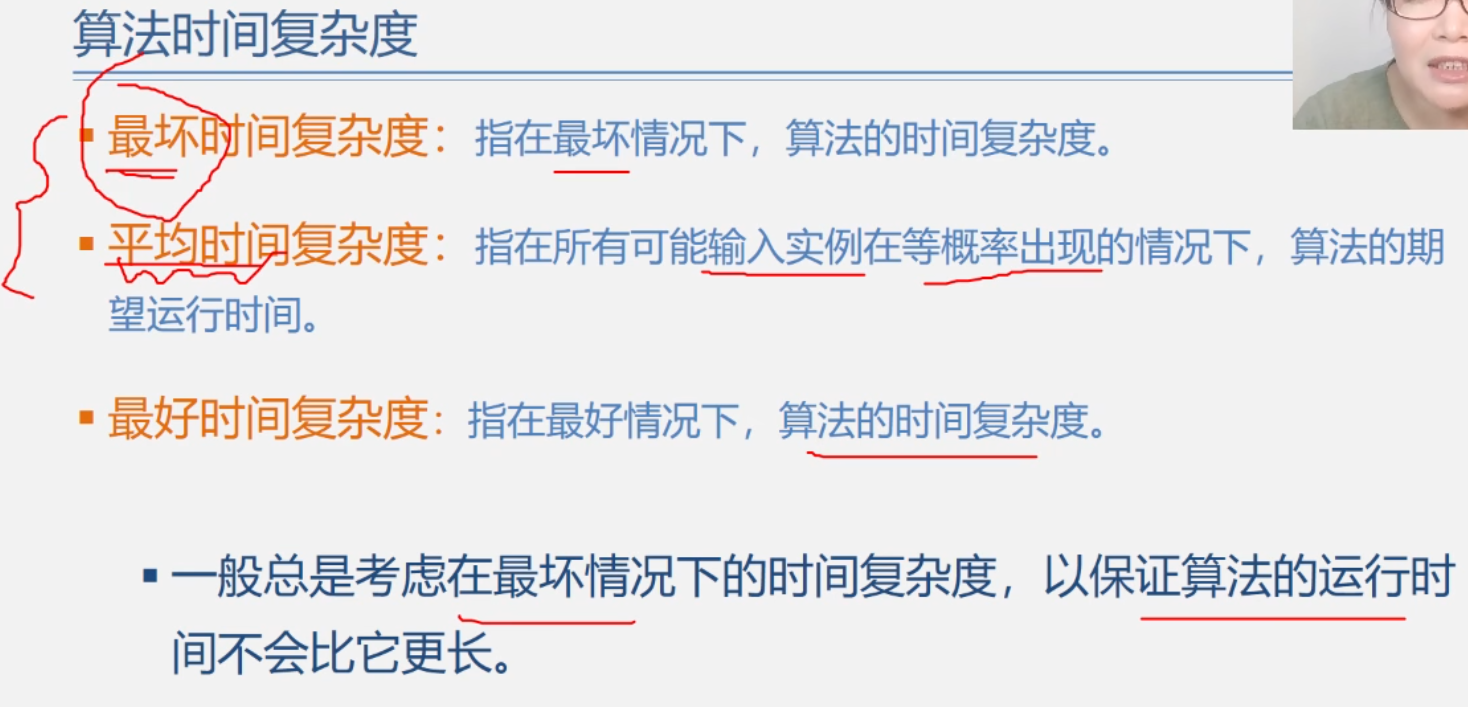 算法时间复杂度
▪ 最坏时间复杂度：指在最坏情况下，算法的时间复杂度。
▪ 平均时间复杂度：指在所有可能输入实例在等概率出现的情况下，算法的期
望运行时间。
▪ 最好时间复杂度：指在最好情况下，算法的时间复杂度。
▪ 一般总是考虑在最坏情况下的时间复杂度，以保证算法的运行时
间不会比它更长。